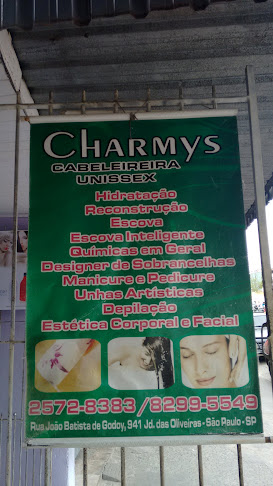 CHARMYS
CABELEIREIRA
UNISSEX
Hidratação
Reconstrução
Escova
Escova Inteligente
Químicas em Geral
Designer de Sobrancelhas
Manicure e Pedicure
Unhas Artísticas
Depilação
Estética Corporal e Facial
2572-8383 / 8299-5549
Rua João Batista de Godoy, 941 Jd. das Oliveiras - São Paulo - SP